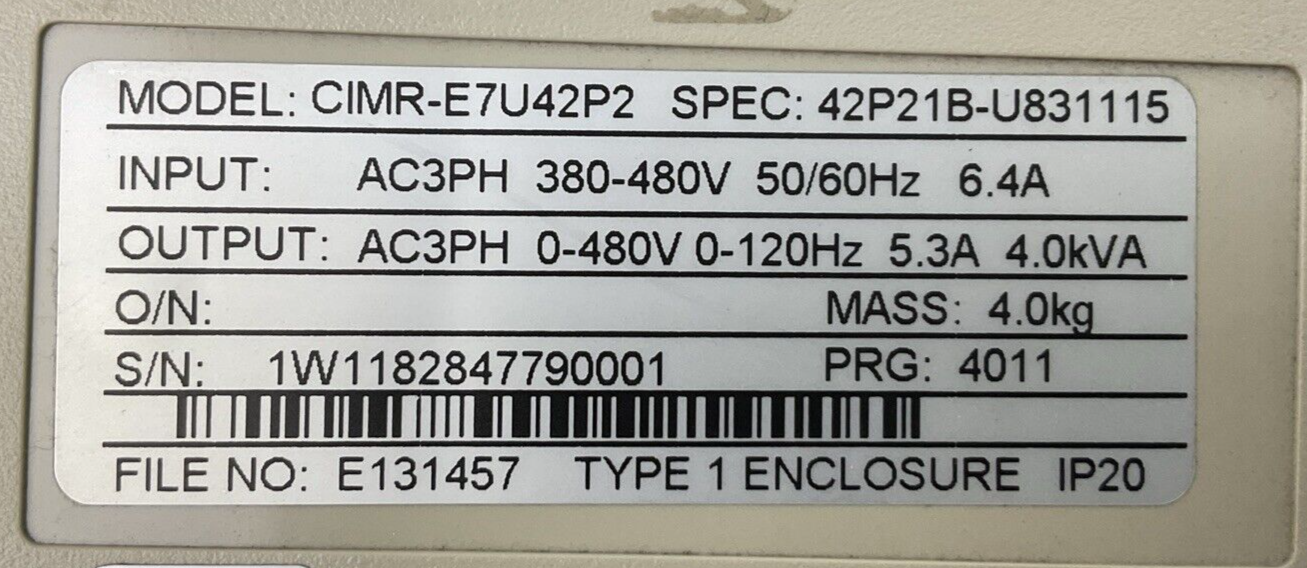 MODEL: CIMR-E7U42P2 SPEC: 42P21B-U831115
INPUT: AC3PH 380-480V 50/60Hz 6.4A
OUTPUT: AC3PH 0-480V 0-120Hz 5.3A 4.0kVA
O/N: MASS: 4.0kg
S/N: 1W1182847790001 PRG: 4011
FILE NO: E131457 TYPE 1 ENCLOSURE IP20